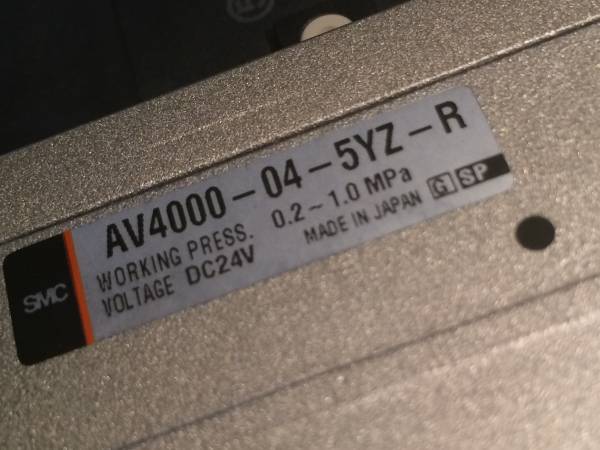 AV4000-04-5YZ-R
WORKING PRESS. 0.2~1.0 MPa
VOLTAGE DC24V MADE IN JAPAN G SP
SMC